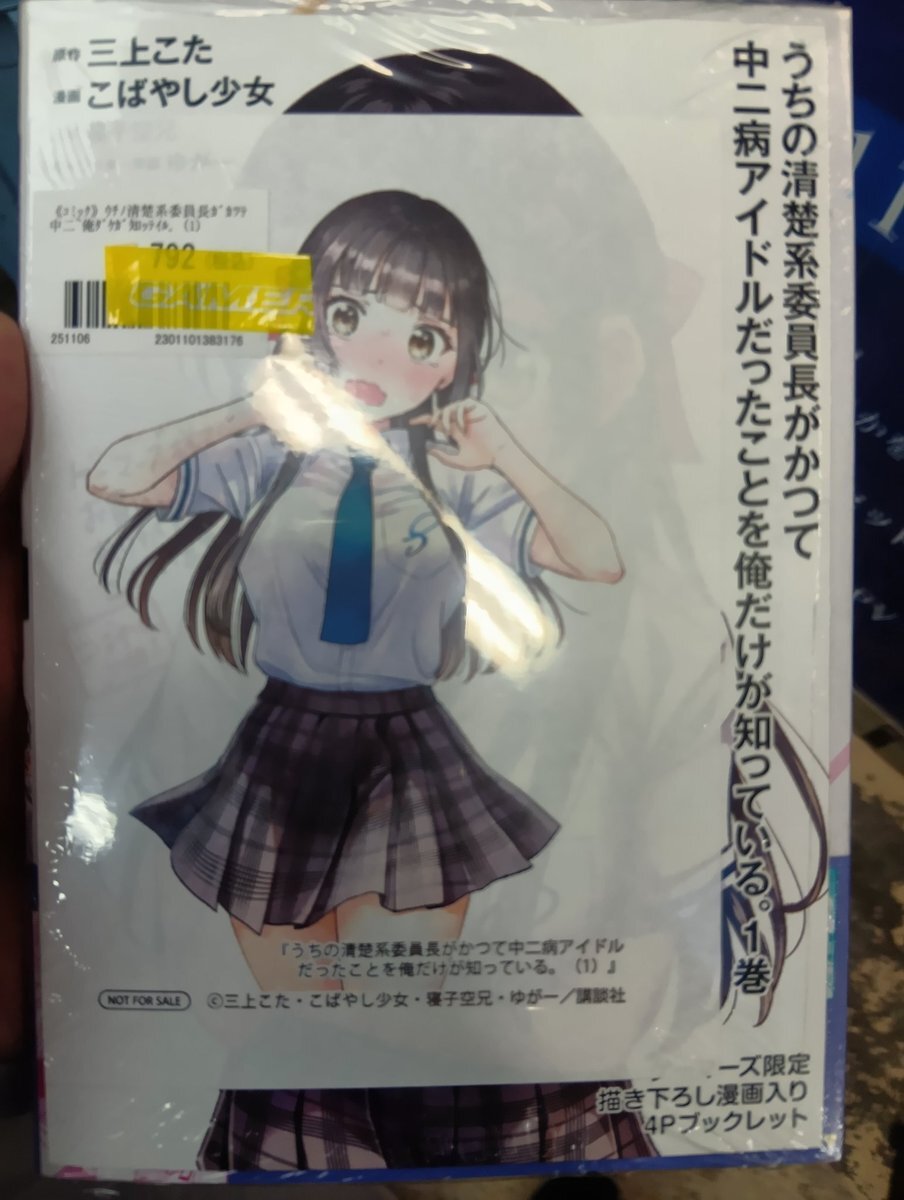 原作 三上こた
漫画 こばやし少女
うちの清楚系委員長がかつて
中二病アイドルだったことを俺だけが知っている。1巻
《ｺﾐｯｸ》 ｳﾁﾉ清楚系委員長ｶﾞｶﾂﾃ
中二 俺ﾀﾞｹｶﾞ知ｯﾃｲﾙ。(1)
792
GAMER
251106
2301101383176
『うちの清楚系委員長がかつて中二病アイドル
だったことを俺だけが知っている。(1)』
NOT FOR SALE
©三上こた・こばやし少女・寝子空兄・ゆがー／講談社
ーズ限定
描き下ろし漫画入り
4Pブックレット